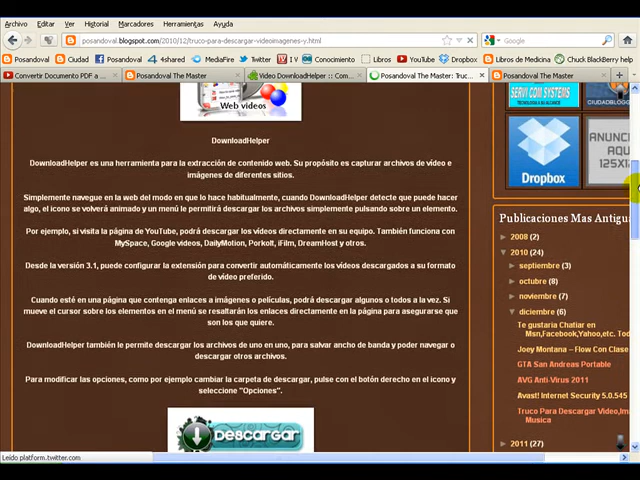 Archivo Editar Ver Historial Marcadores Herramientas Ayuda
posandoval.blogspot.com/2010/12/truco-para-descargar-videoimagenes-y.html
Google
Posandoval Ciudad MediaFire Posandoval 4shared Twitter TV Conocimiento Libros YouTube Dropbox Libros de Medicina Chuck BlackBerry help
Convertir Documento PDF a ... Posandoval The Master Video DownloadHelper :: Com... Posandoval The Master: Truc... Posandoval The Master
Web videos
SERVI COM SYSTEMS
TECNOLOGIA A SU ALCANCE
CIUDADBLOGG
Dropbox
ANUNC
AQU
125X12
DownloadHelper
DownloadHelper es una herramienta para la extracción de contenido web. Su propósito es capturar archivos de vídeo e
imágenes de diferentes sitios.
Simplemente navegue en la web del modo en que lo hace habitualmente, cuando DownloadHelper detecte que puede hacer
algo, el icono se volverá animado y un menú le permitirá descargar los archivos simplemente pulsando sobre un elemento.
Por ejemplo, si visita la página de YouTube, podrá descargar los vídeos directamente en su equipo. También funciona con
MySpace, Google videos, DailyMotion, Porkolt, iFilm, DreamHost y otros.
Desde la versión 3.1, puede configurar la extensión para convertir automáticamente los vídeos descargados a su formato
de vídeo preferido.
Cuando esté en una página que contenga enlaces a imágenes o películas, podrá descargar algunos o todos a la vez. Si
mueve el cursor sobre los elementos en el menú se resaltarán los enlaces directamente en la página para asegurarse que
son los que quiere.
DownloadHelper también le permite descargar los archivos de uno en uno, para salvar ancho de banda y poder navegar o
descargar otros archivos.
Para modificar las opciones, como por ejemplo cambiar la carpeta de descargar, pulse con el botón derecho en el icono y
seleccione "Opciones".
Descargar
Publicaciones Mas Antigua
► 2008 (2)
▼ 2010 (24)
► septiembre (3)
► octubre (8)
► noviembre (7)
▼ diciembre (6)
Te gustaria Chatiar en
Msn,Facebook,Yahoo,etc. Tod
Joey Montana – Flow Con Clase
GTA San Andreas Portable
AVG Anti-Virus 2011
Avast! Internet Security 5.0.545
Truco Para Descargar Video,Ima
Musica
► 2011 (27)
Leído platform.twitter.com